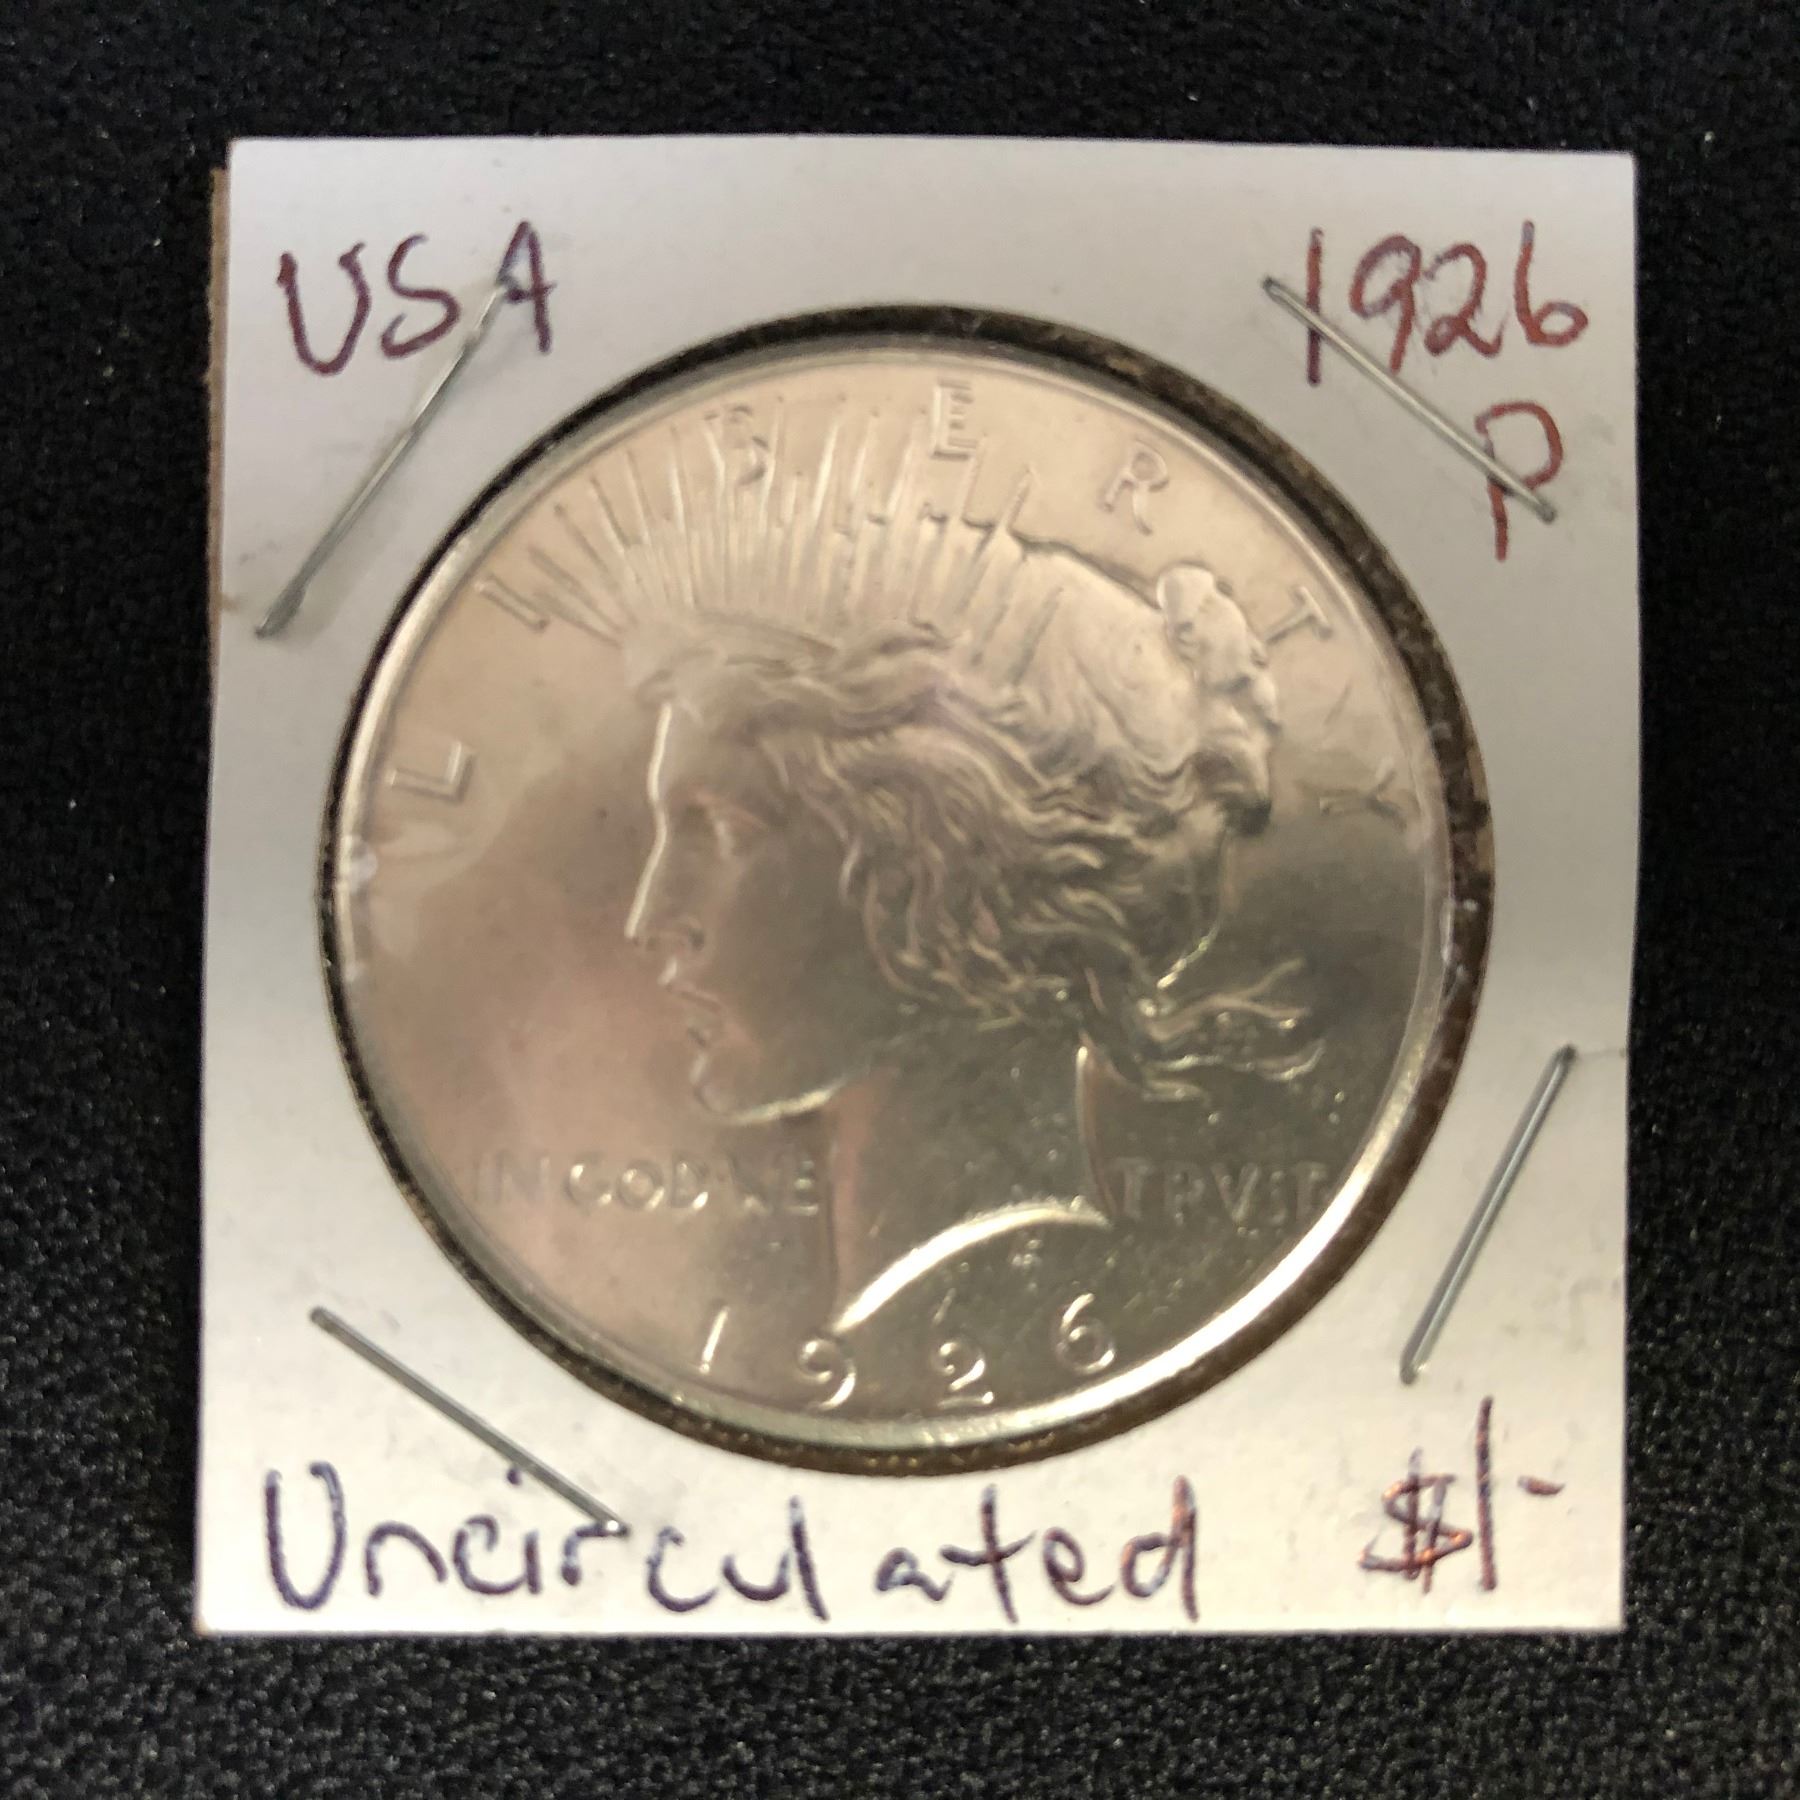 USA 1926
P
LIBERTY
IN GOD WE TRVST
1926
Uncirculated $1-